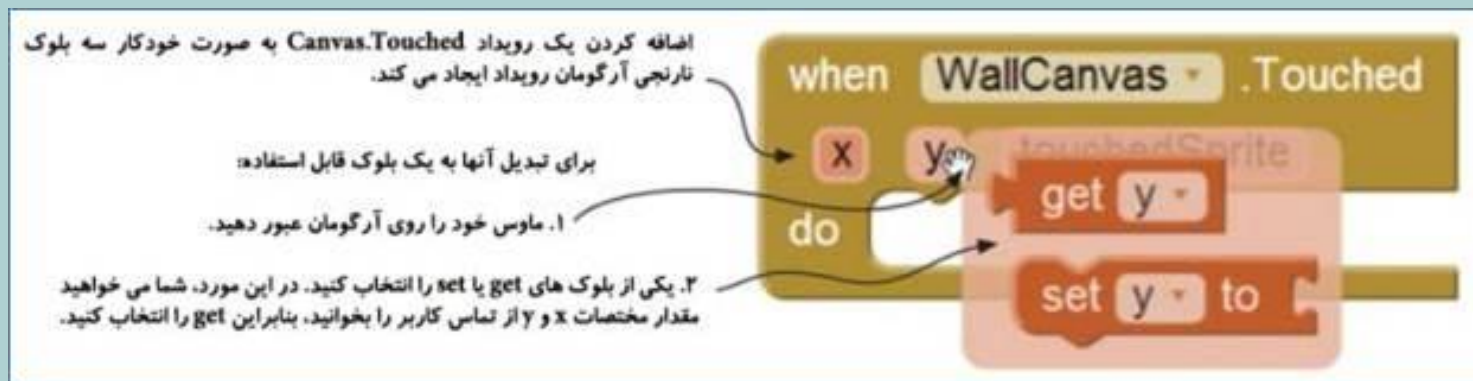 اضافه کردن یک رویداد Canvas.Touched به صورت خودکار سه بلوک
نارنجی آرگومان رویداد ایجاد می کند.
برای تبدیل آنها به یک بلوک قابل استفاده:
۱. ماوس خود را روی آرگومان عبور دهید.
۲. یکی از بلوک های get یا set را انتخاب کنید. در این مورد، شما می خواهید
مقدار مختصات x و y از تماس کاربر را بخوانید، بنابراین get را انتخاب کنید.
when WallCanvas .Touched
x y touchedSprite
get y
do
set y to